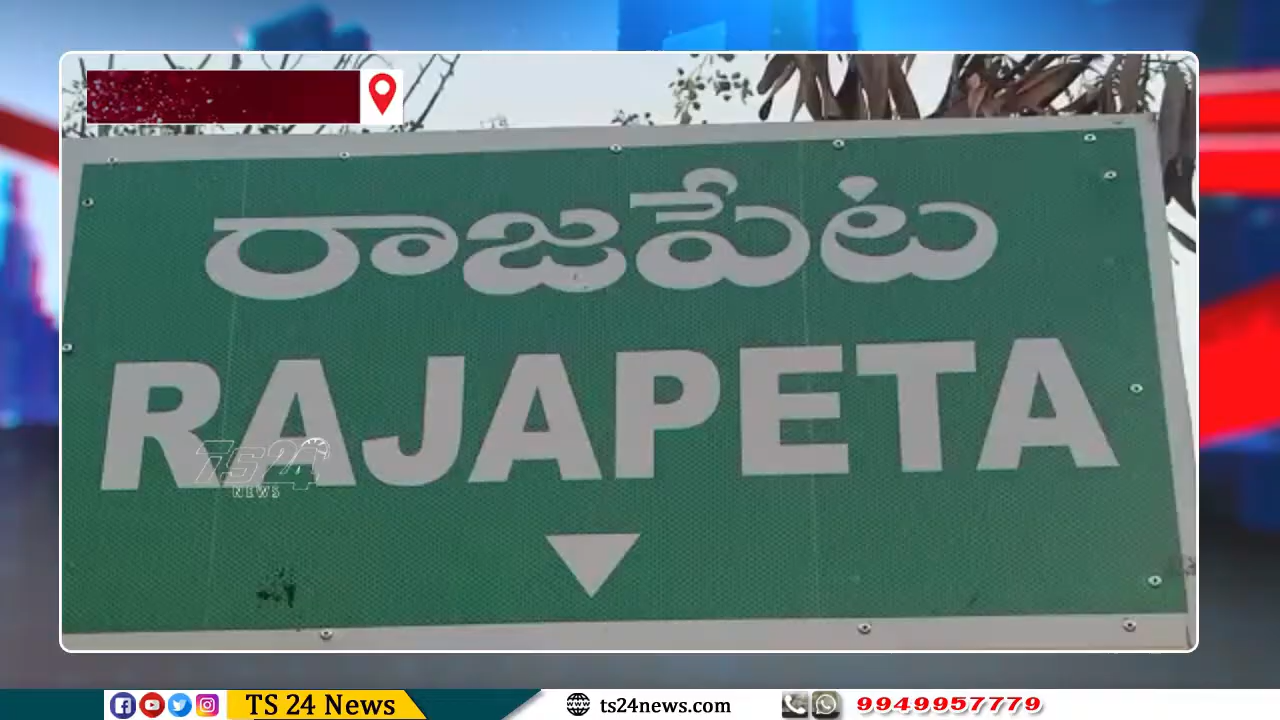 రాజపేట
RAJAPETA
TS24
NEWS
TS 24 News
ts24news.com
9949957779